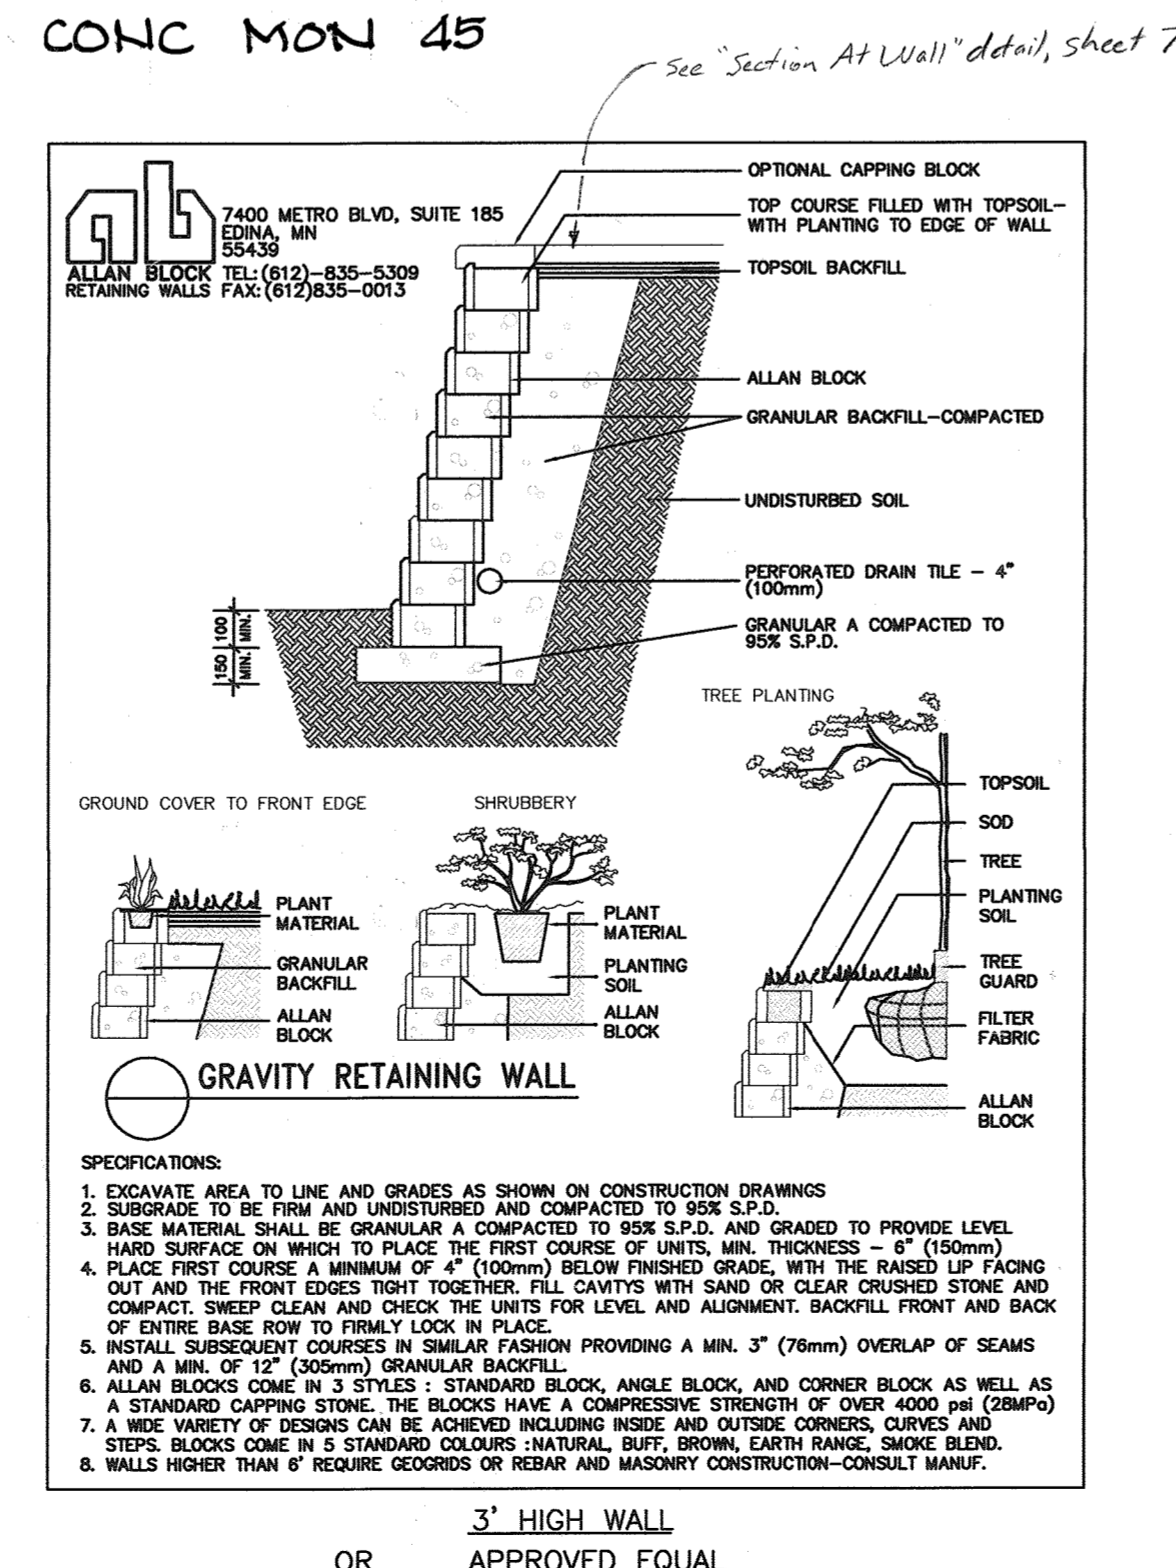 CONC MON 45
See "Section At Wall" detail, sheet 7
7400 METRO BLVD, SUITE 185
EDINA, MN
55439
ALLAN BLOCK TEL:(612)-835-5309
RETAINING WALLS FAX:(612)835-0013
OPTIONAL CAPPING BLOCK
TOP COURSE FILLED WITH TOPSOIL-
WITH PLANTING TO EDGE OF WALL
TOPSOIL BACKFILL
ALLAN BLOCK
GRANULAR BACKFILL-COMPACTED
UNDISTURBED SOIL
PERFORATED DRAIN TILE - 4"
(100mm)
GRANULAR A COMPACTED TO
95% S.P.D.
100 MIN.
150 MIN.
TREE PLANTING
TOPSOIL
SOD
TREE
PLANTING
SOIL
TREE
GUARD
FILTER
FABRIC
ALLAN
BLOCK
GROUND COVER TO FRONT EDGE
PLANT
MATERIAL
GRANULAR
BACKFILL
ALLAN
BLOCK
SHRUBBERY
PLANT
MATERIAL
PLANTING
SOIL
ALLAN
BLOCK
GRAVITY RETAINING WALL
SPECIFICATIONS:
1. EXCAVATE AREA TO LINE AND GRADES AS SHOWN ON CONSTRUCTION DRAWINGS
2. SUBGRADE TO BE FIRM AND UNDISTURBED AND COMPACTED TO 95% S.P.D.
3. BASE MATERIAL SHALL BE GRANULAR A COMPACTED TO 95% S.P.D. AND GRADED TO PROVIDE LEVEL
HARD SURFACE ON WHICH TO PLACE THE FIRST COURSE OF UNITS, MIN. THICKNESS - 6" (150mm)
4. PLACE FIRST COURSE A MINIMUM OF 4" (100mm) BELOW FINISHED GRADE, WITH THE RAISED LIP FACING
OUT AND THE FRONT EDGES TIGHT TOGETHER. FILL CAVITYS WITH SAND OR CLEAR CRUSHED STONE AND
COMPACT. SWEEP CLEAN AND CHECK THE UNITS FOR LEVEL AND ALIGNMENT. BACKFILL FRONT AND BACK
OF ENTIRE BASE ROW TO FIRMLY LOCK IN PLACE.
5. INSTALL SUBSEQUENT COURSES IN SIMILAR FASHION PROVIDING A MIN. 3" (76mm) OVERLAP OF SEAMS
AND A MIN. OF 12" (305mm) GRANULAR BACKFILL.
6. ALLAN BLOCKS COME IN 3 STYLES : STANDARD BLOCK, ANGLE BLOCK, AND CORNER BLOCK AS WELL AS
A STANDARD CAPPING STONE. THE BLOCKS HAVE A COMPRESSIVE STRENGTH OF OVER 4000 psi (28MPa)
7. A WIDE VARIETY OF DESIGNS CAN BE ACHIEVED INCLUDING INSIDE AND OUTSIDE CORNERS, CURVES AND
STEPS. BLOCKS COME IN 5 STANDARD COLOURS :NATURAL, BUFF, BROWN, EARTH RANGE, SMOKE BLEND.
8. WALLS HIGHER THAN 6' REQUIRE GEOGRIDS OR REBAR AND MASONRY CONSTRUCTION-CONSULT MANUF.
3' HIGH WALL
OR APPROVED EQUAL